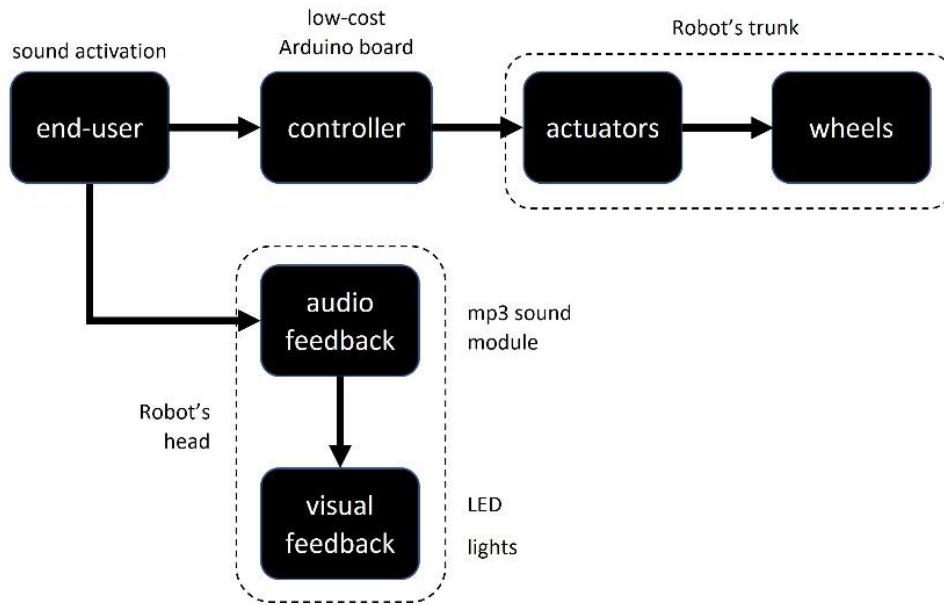 sound activation
low-cost
Arduino board
Robot's trunk
end-user
controller
actuators
wheels
audio
feedback
mp3 sound
module
Robot's
head
visual
feedback
LED
lights